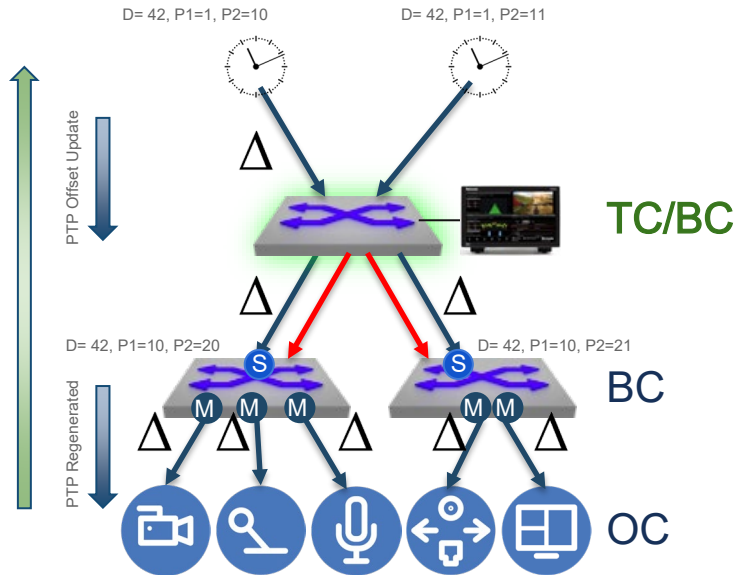 D= 42, P1=1, P2=10
D= 42, P1=1, P2=11
PTP Offset Update
Δ
TC/BC
Δ
Δ
D= 42, P1=10, P2=20
D= 42, P1=10, P2=21
S
S
BC
M
M
M
M
M
PTP Regenerated
Δ
Δ
Δ
Δ
Δ
OC